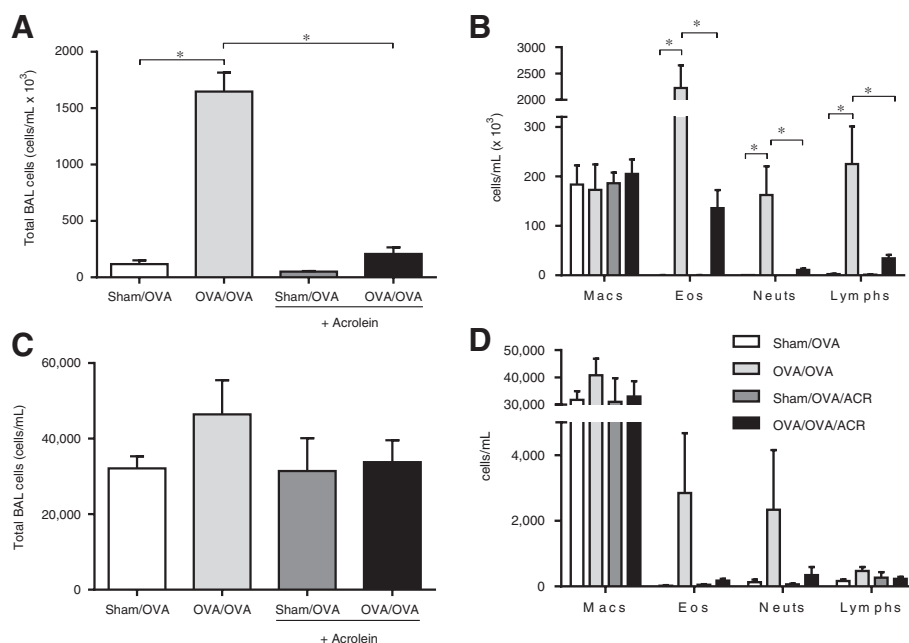 A
Total BAL cells (cells/mL x 10³)
2000
1500
1000
500
0
*
*
Sham/OVA OVA/OVA Sham/OVA OVA/OVA
+ Acrolein
B
cells/mL (x 10³)
3000
2500
2000
300
200
100
0
*
*
*
*
*
*
Macs Eos Neuts Lymphs
C
Total BAL cells (cells/mL)
60,000
40,000
20,000
0
Sham/OVA OVA/OVA Sham/OVA OVA/OVA
+ Acrolein
D
cells/mL
50,000
40,000
30,000
4,000
2,000
0
Sham/OVA
OVA/OVA
Sham/OVA/ACR
OVA/OVA/ACR
Macs Eos Neuts Lymphs